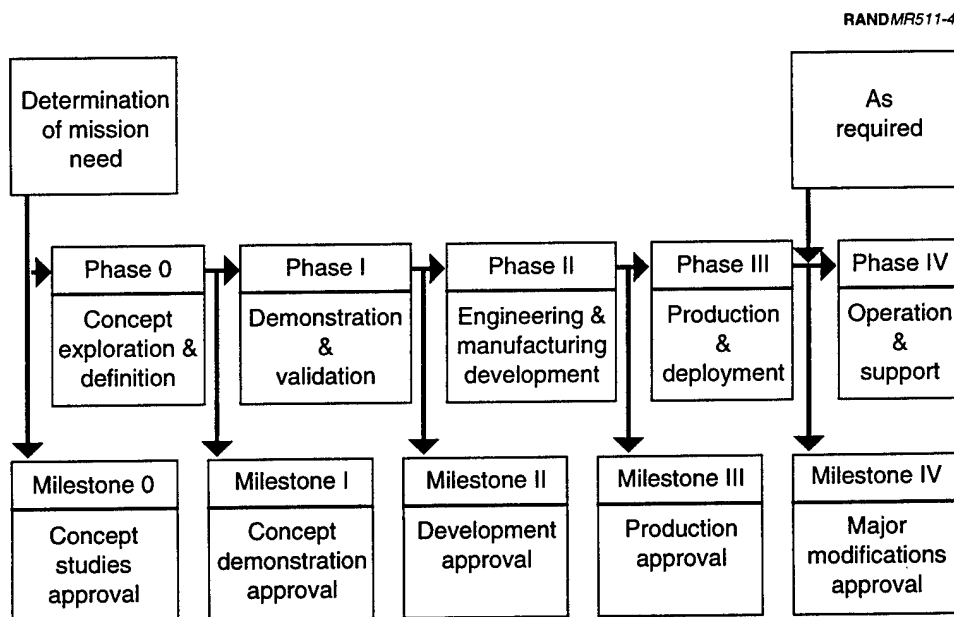 RANDMR511-4
Determination
of mission
need
As
required
Phase 0
Concept
exploration &
definition
Phase I
Demonstration
&
validation
Phase II
Engineering &
manufacturing
development
Phase III
Production
&
deployment
Phase IV
Operation
&
support
Milestone 0
Concept
studies
approval
Milestone I
Concept
demonstration
approval
Milestone II
Development
approval
Milestone III
Production
approval
Milestone IV
Major
modifications
approval